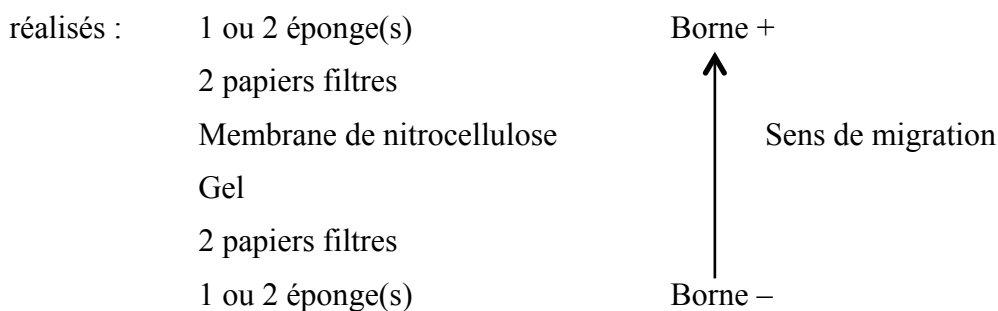 réalisés : 1 ou 2 éponge(s) Borne +
2 papiers filtres
Membrane de nitrocellulose Sens de migration
Gel
2 papiers filtres
1 ou 2 éponge(s) Borne –